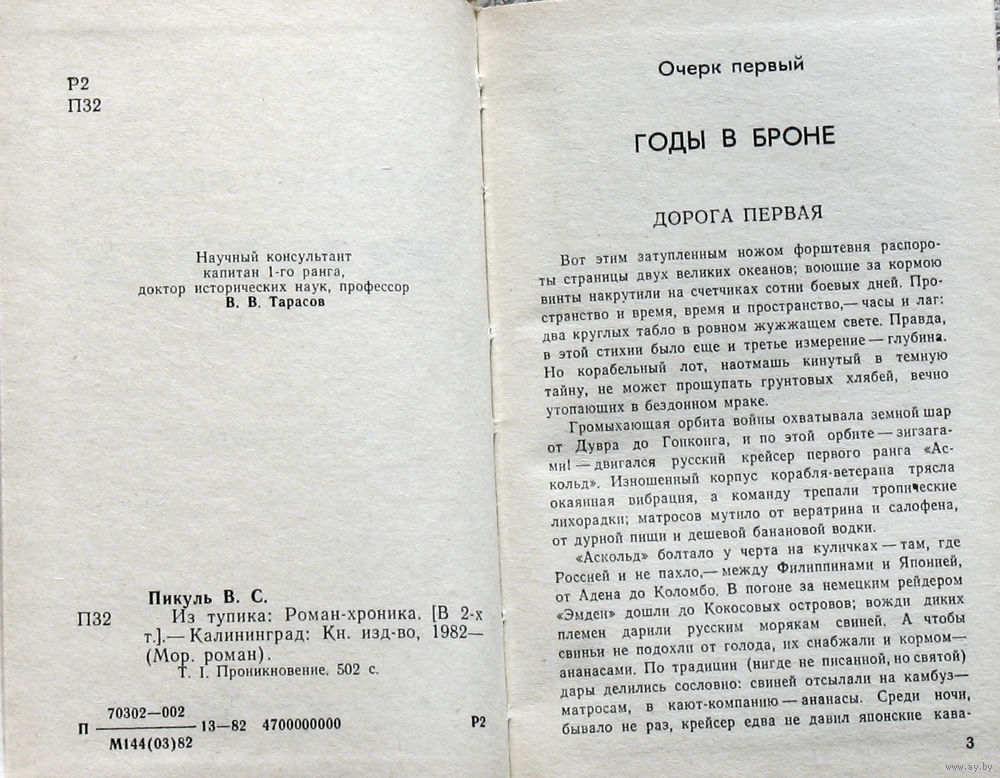 Р2
П32
Научный консультант
капитан 1-го ранга,
доктор исторических наук, профессор
В. В. Тарасов
Пикуль В. С.
П32 Из тупика: Роман-хроника. [В 2-х
т.].— Калининград: Кн. изд-во, 1982—
(Мор. роман).
Т. I. Проникновение. 502 с.
70302—002
П ——— 13—82 4700000000 Р2
М144(03)82
Очерк первый
ГОДЫ В БРОНЕ
ДОРОГА ПЕРВАЯ
Вот этим затупленным ножом форштевня распоро-
ты страницы двух великих океанов; воющие за кормою
винты накрутили на счетчиках сотни боевых дней. Про-
странство и время, время и пространство,— часы и лаг:
два круглых табло в ровном жужжащем свете. Правда,
в этой стихии было еще и третье измерение — глубина.
Но корабельный лот, наотмашь кинутый в темную
тайну, не может прощупать грунтовых хлябей, вечно
утопающих в бездонном мраке.
Громыхающая орбита войны охватывала земной шар
от Дувра до Гонконга, и по этой орбите — зигзага-
ми! — двигался русский крейсер первого ранга «Ас-
кольд». Изношенный корпус корабля-ветерана трясла
окаянная вибрация, а команду трепали тропические
лихорадки; матросов мутило от вератрина и салофена,
от дурной пищи и дешевой банановой водки.
«Аскольд» болтало у черта на куличках — там, где
Россией и не пахло,— между Филиппинами и Японией,
от Адена до Коломбо. В погоне за немецким рейдером
«Эмден» дошли до Кокосовых островов; вожди диких
племен дарили русским морякам свиней. А чтобы
свиньи не подохли от голода, их снабжали и кормом—
ананасами. По традиции (нигде не писанной, но святой)
дары делились сословно: свиней отсылали на камбуз—
матросам, в кают-компанию — ананасы. Среди ночи,
бывало не раз, крейсер едва не давил японские кава-
3
www.ay.by